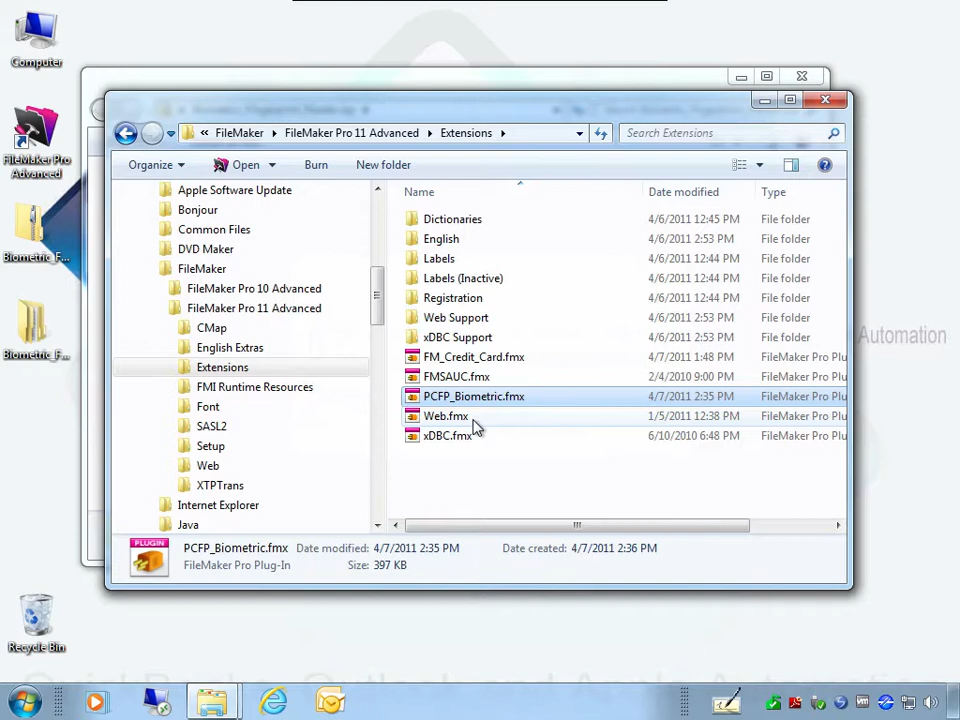 Computer
FileMaker Pro
Advanced
Biometric_F...
Biometric_F...
Recycle Bin
Automation
FileMaker
FileMaker Pro 11 Advanced
Extensions
Search Extensions
Organize
Open
Burn
New folder
Apple Software Update
Bonjour
Common Files
DVD Maker
FileMaker
FileMaker Pro 10 Advanced
FileMaker Pro 11 Advanced
CMap
English Extras
Extensions
FMI Runtime Resources
Font
SASL2
Setup
Web
XTPTrans
Internet Explorer
Java
Name Date modified Type
Dictionaries 4/6/2011 12:45 PM File folder
English 4/6/2011 2:53 PM File folder
Labels 4/6/2011 12:44 PM File folder
Labels (Inactive) 4/6/2011 12:44 PM File folder
Registration 4/6/2011 12:44 PM File folder
Web Support 4/6/2011 2:53 PM File folder
xDBC Support 4/6/2011 2:53 PM File folder
FM_Credit_Card.fmx 4/7/2011 1:48 PM FileMaker Pro Plu
FMSAUC.fmx 2/4/2010 9:00 PM FileMaker Pro Plu
PCFP_Biometric.fmx 4/7/2011 2:35 PM FileMaker Pro Plu
Web.fmx 1/5/2011 12:38 PM FileMaker Pro Plu
xDBC.fmx 6/10/2010 6:48 PM FileMaker Pro Plu
PLUGIN
PCFP_Biometric.fmx Date modified: 4/7/2011 2:35 PM Date created: 4/7/2011 2:36 PM
FileMaker Pro Plug-In Size: 397 KB